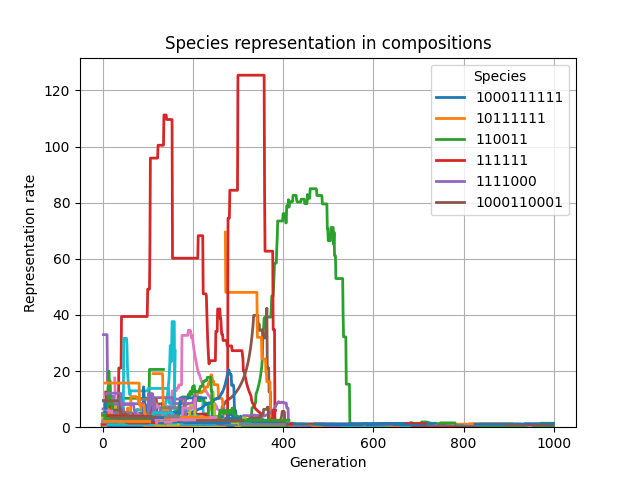 Species representation in compositions
Representation rate
120
100
80
60
40
20
0
0 200 400 600 800 1000
Generation
Species
1000111111
10111111
110011
111111
1111000
1000110001